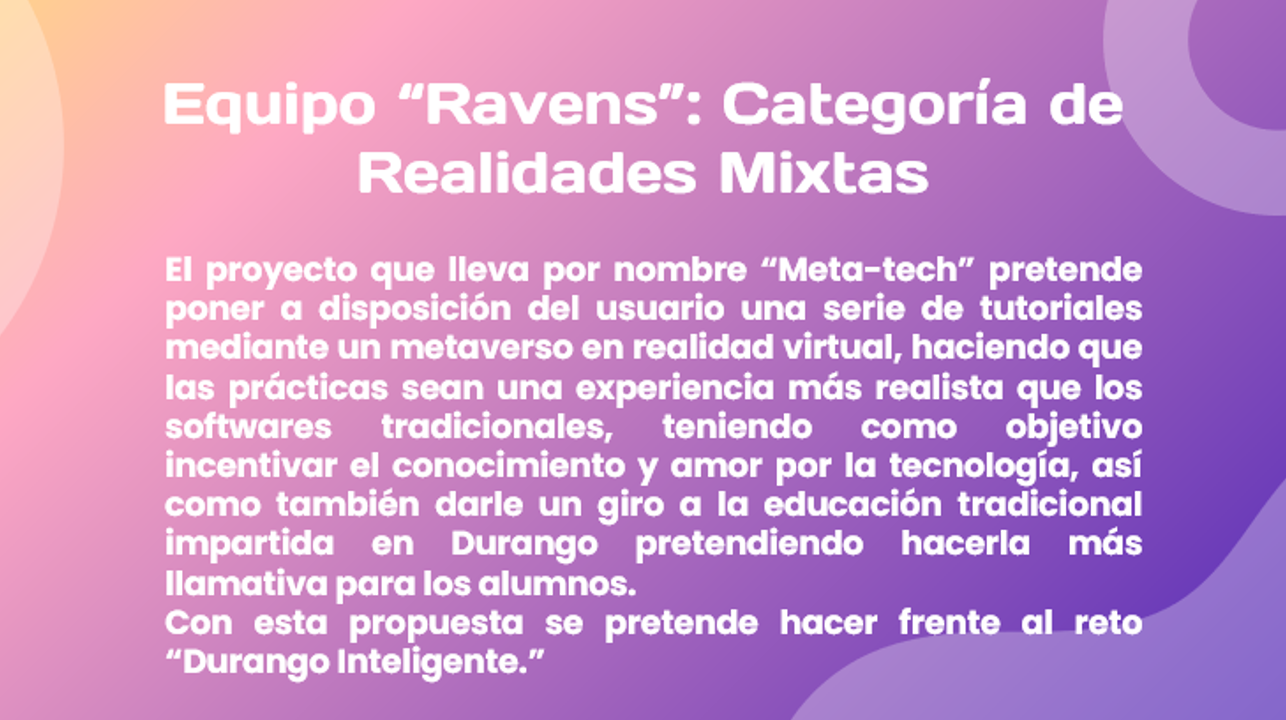 Equipo “Ravens”: Categoría de
Realidades Mixtas
El proyecto que lleva por nombre “Meta-tech” pretende
poner a disposición del usuario una serie de tutoriales
mediante un metaverso en realidad virtual, haciendo que
las prácticas sean una experiencia más realista que los
softwares tradicionales, teniendo como objetivo
incentivar el conocimiento y amor por la tecnología, así
como también darle un giro a la educación tradicional
impartida en Durango pretendiendo hacerla más
llamativa para los alumnos.
Con esta propuesta se pretende hacer frente al reto
“Durango Inteligente.”